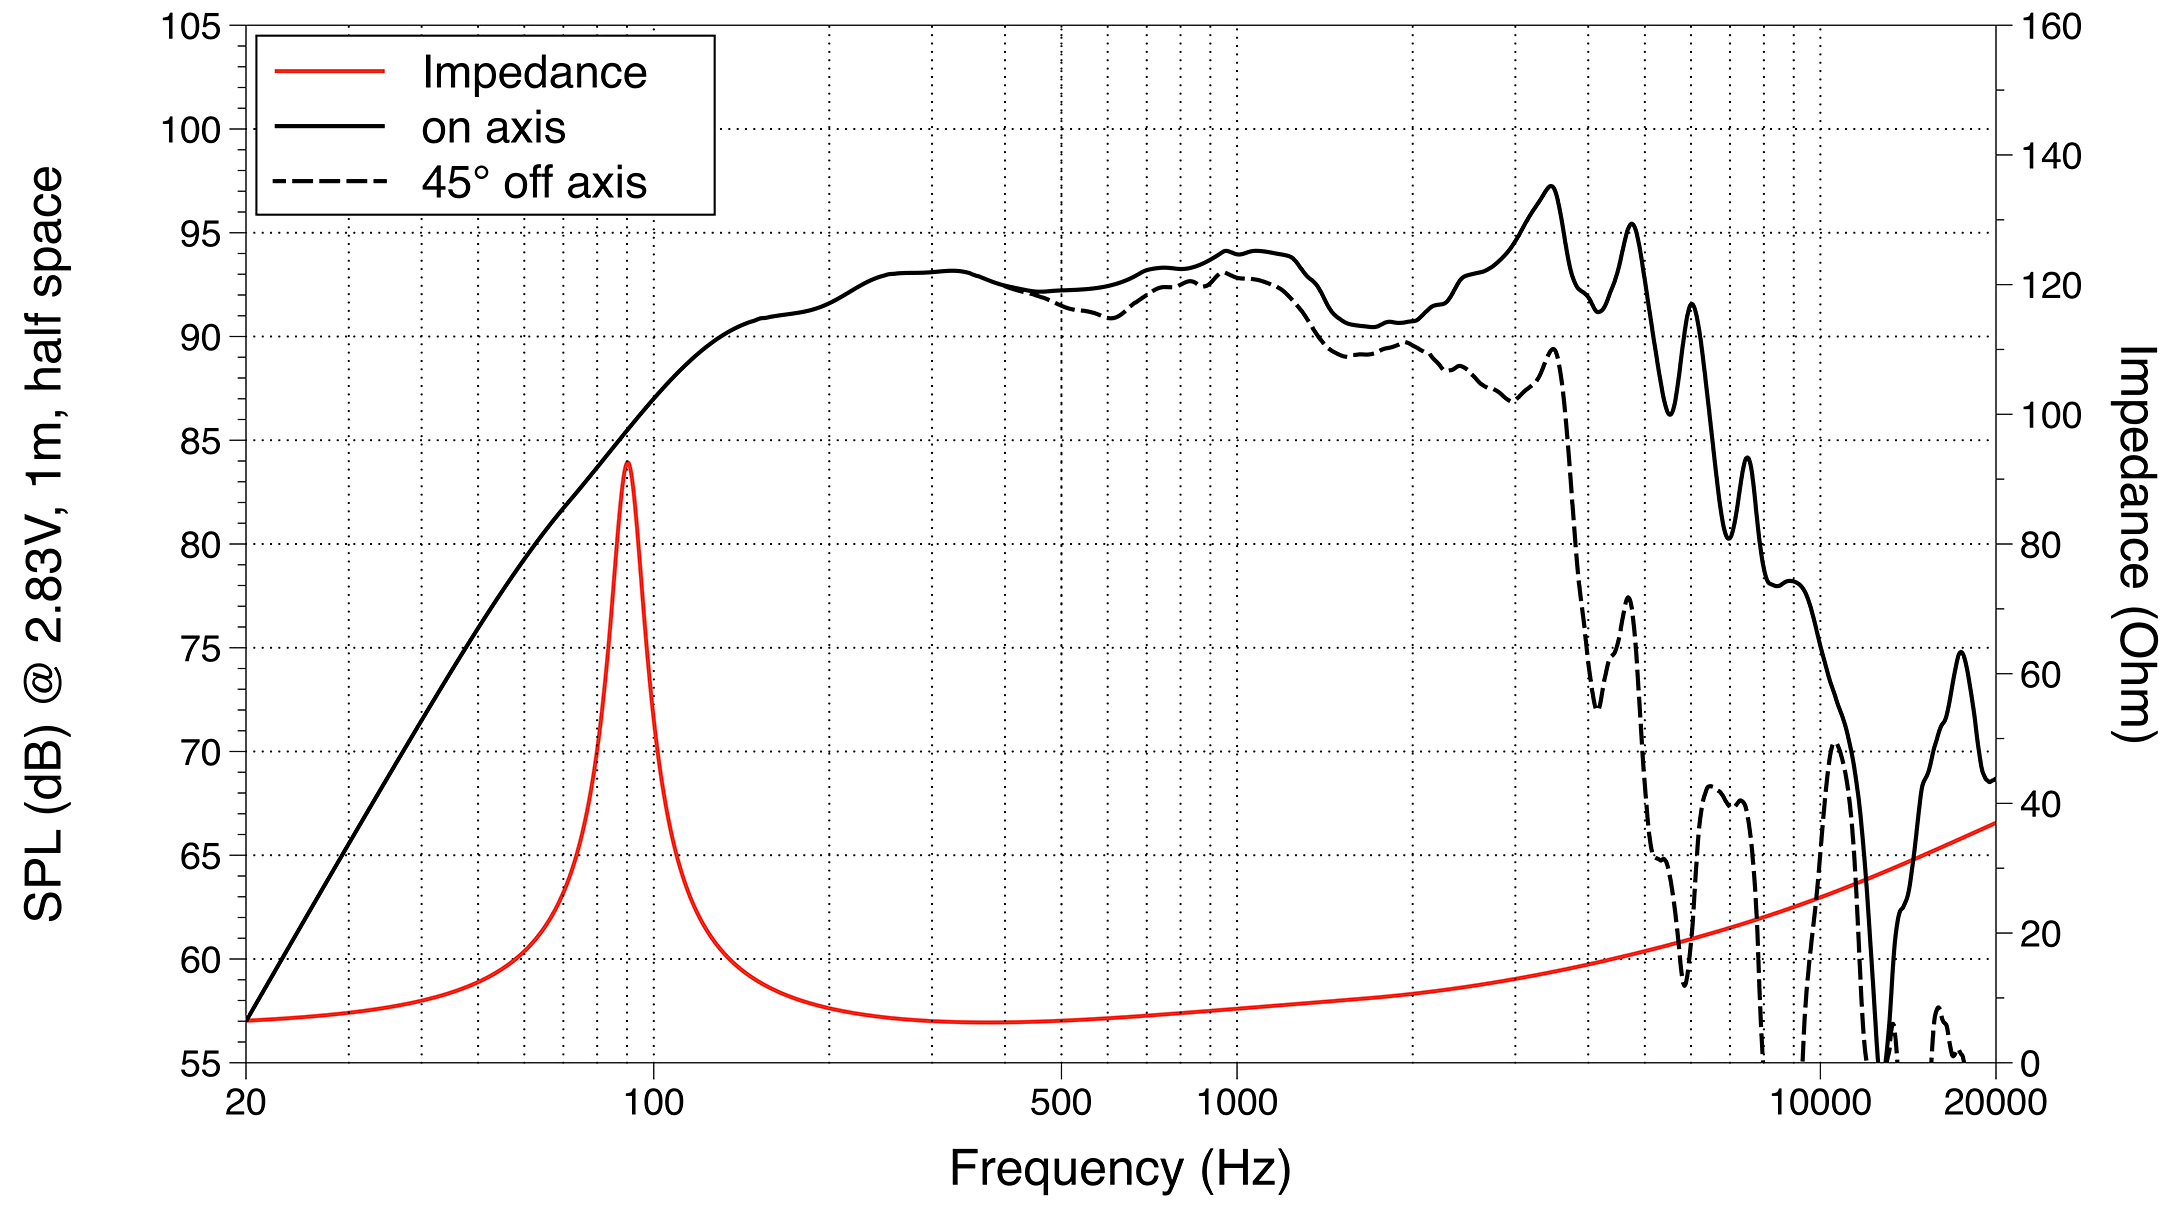 105
100
95
90
85
80
75
70
65
60
55
SPL (dB) @ 2.83V, 1m, half space
Impedance
on axis
45° off axis
160
140
120
100
80
60
40
20
0
Impedance (Ohm)
20 100 500 1000 10000 20000
Frequency (Hz)